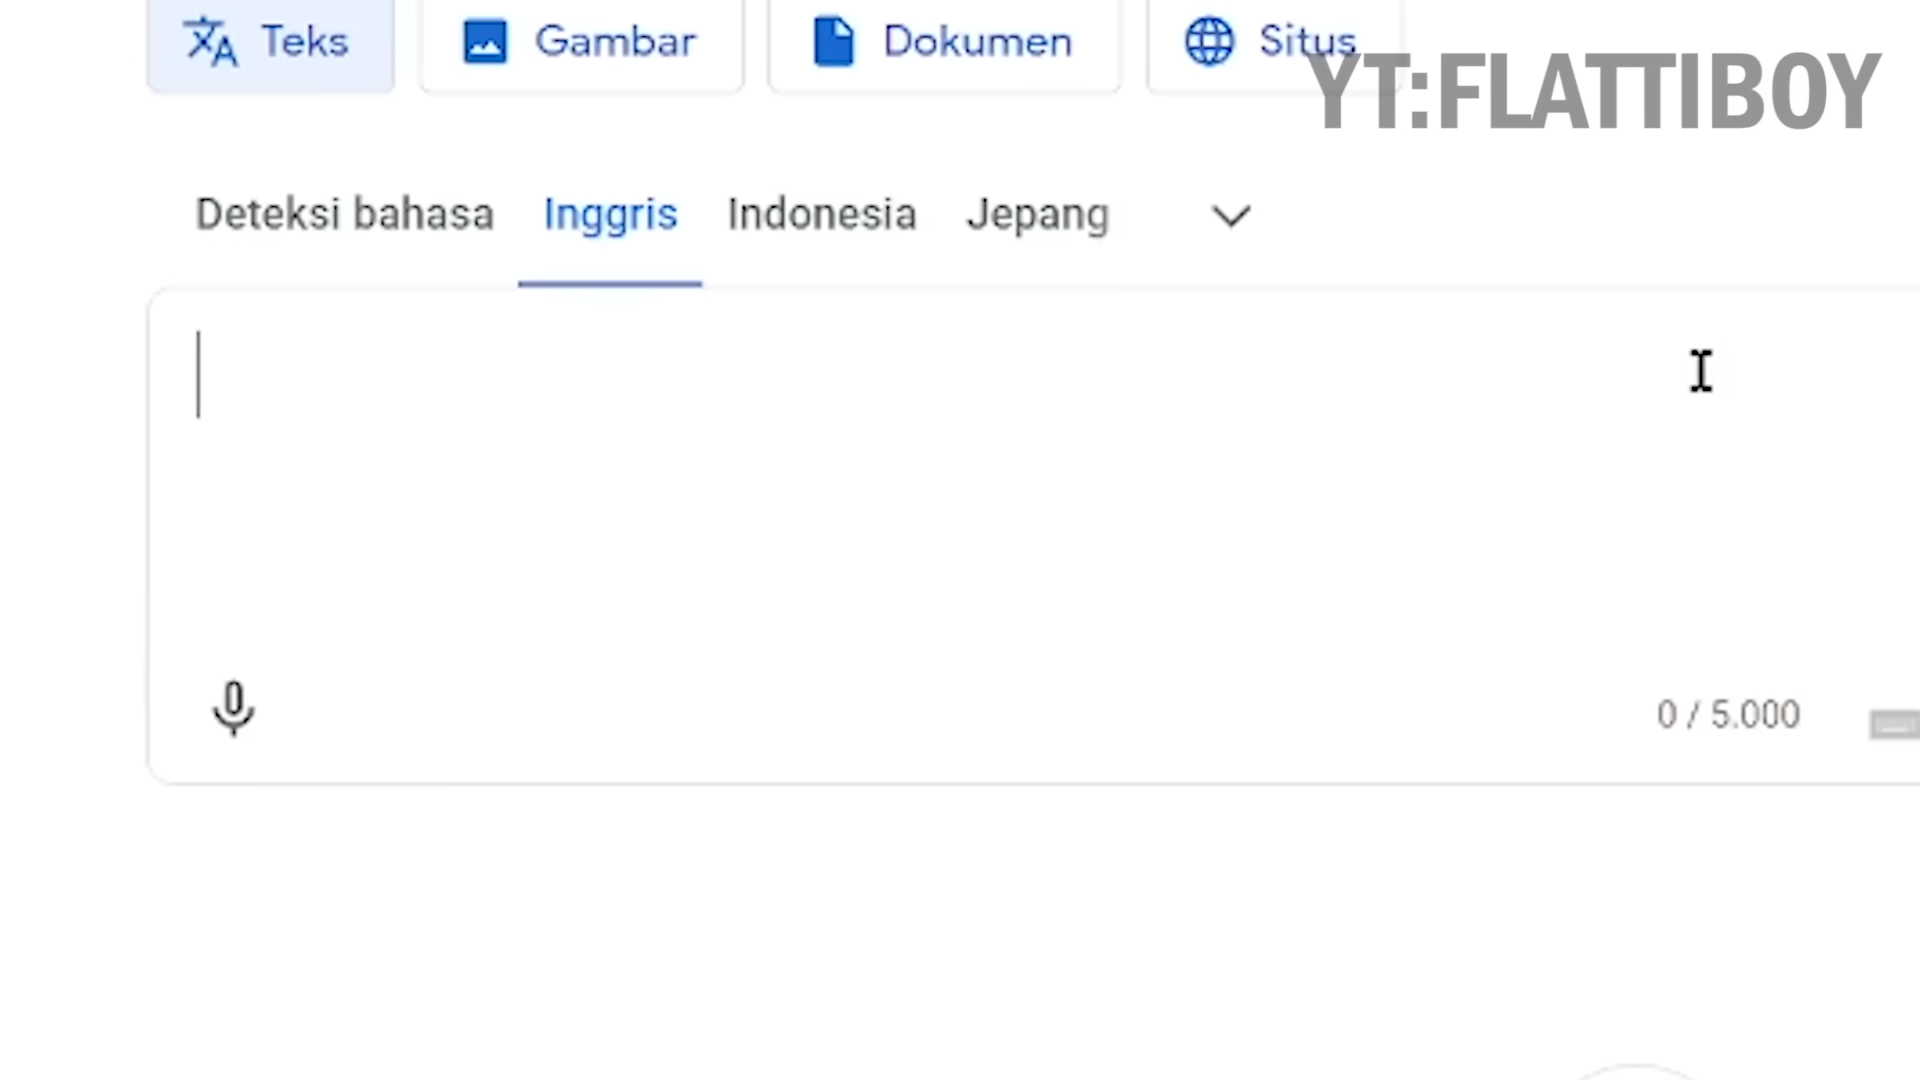 Teks Gambar Dokumen Situs
YT:FLATTIBOY
Deteksi bahasa Inggris Indonesia Jepang
0 / 5.000